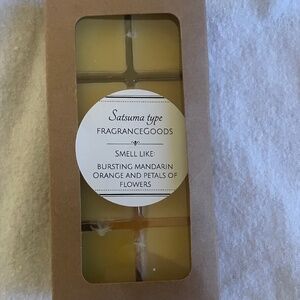 Satsuma type
FRAGRANCEGOODS
SMELL LIKE:
BURSTING MANDARIN
ORANGE AND PETALS OF
FLOWERS